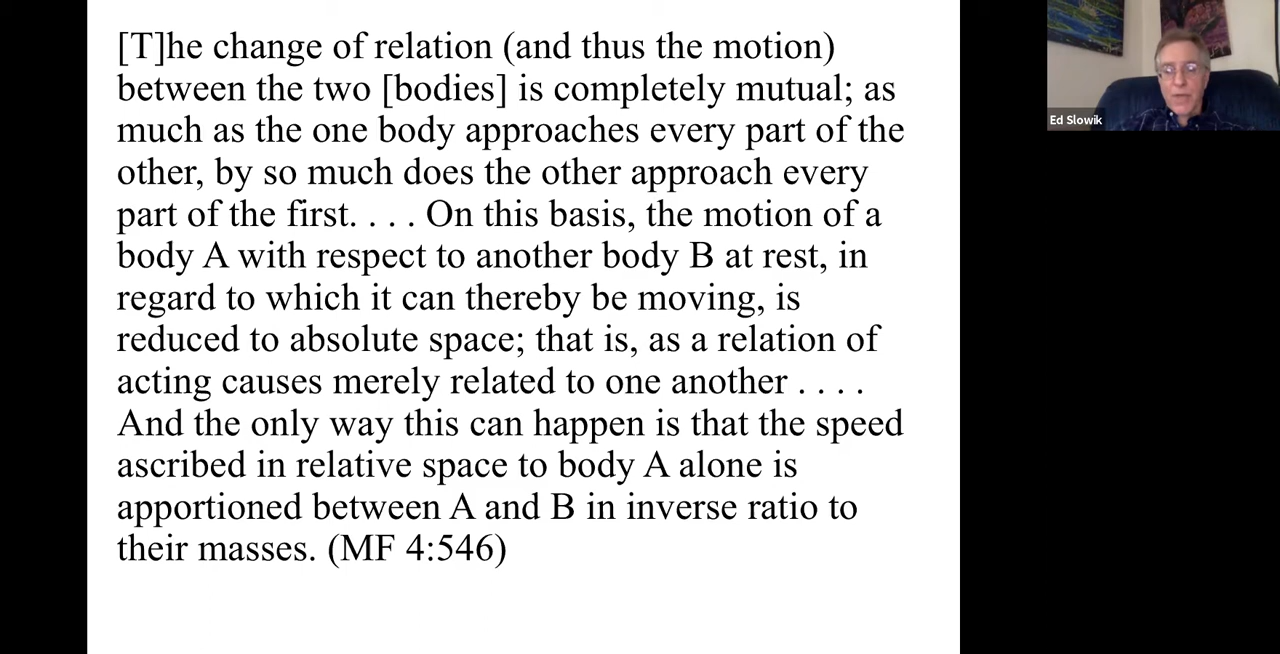 [T]he change of relation (and thus the motion)
between the two [bodies] is completely mutual; as
much as the one body approaches every part of the
other, by so much does the other approach every
part of the first. . . . On this basis, the motion of a
body A with respect to another body B at rest, in
regard to which it can thereby be moving, is
reduced to absolute space; that is, as a relation of
acting causes merely related to one another . . . .
And the only way this can happen is that the speed
ascribed in relative space to body A alone is
apportioned between A and B in inverse ratio to
their masses. (MF 4:546)
Ed Slowik